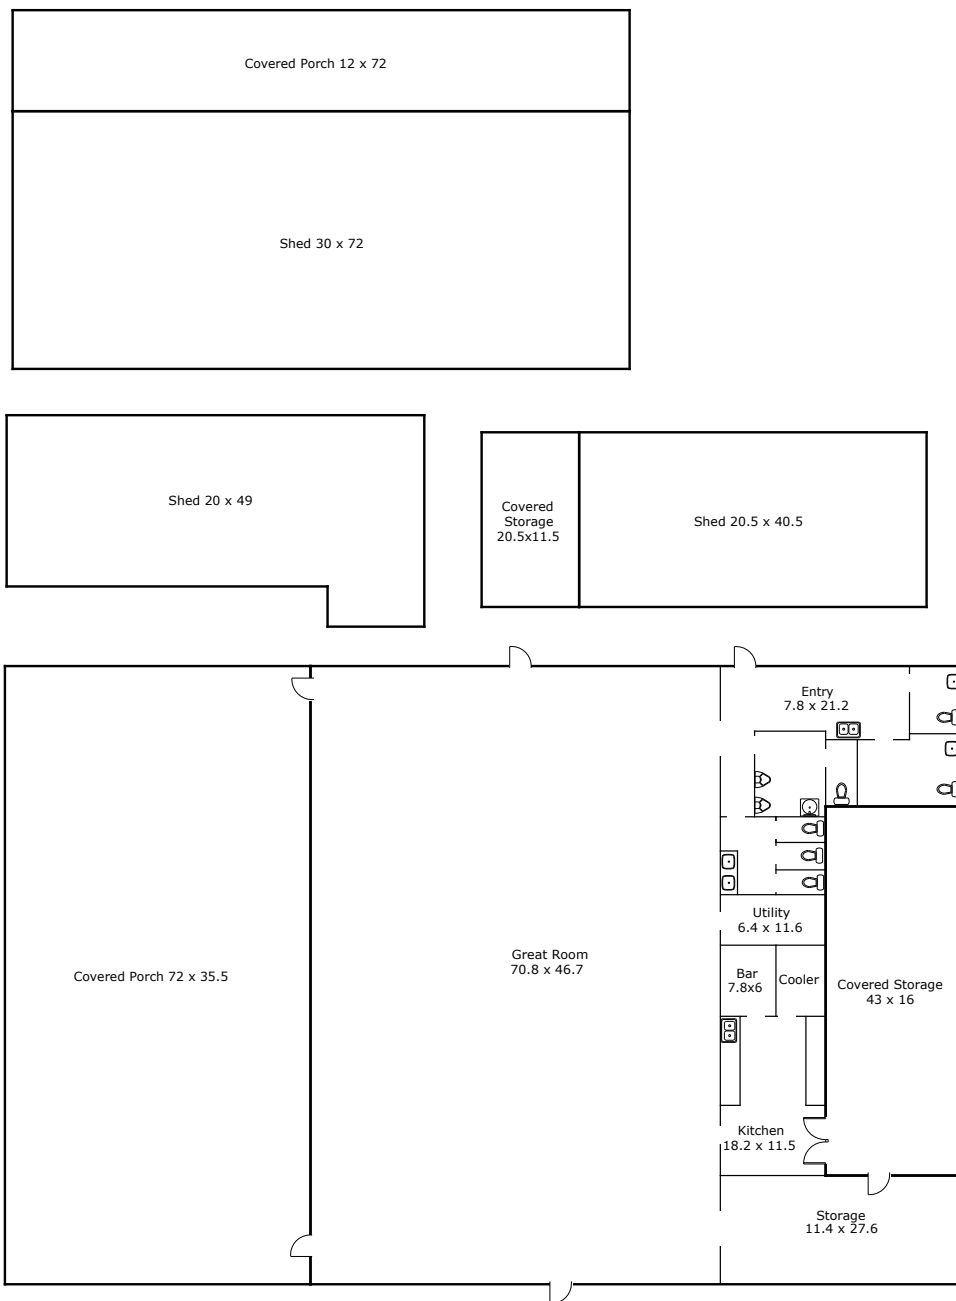 Covered Porch 12 x 72
Shed 30 x 72
Shed 20 x 49
Covered
Storage
20.5x11.5
Shed 20.5 x 40.5
Entry
7.8 x 21.2
Utility
6.4 x 11.6
Great Room
70.8 x 46.7
Bar
7.8x6
Cooler
Covered Porch 72 x 35.5
Covered Storage
43 x 16
Kitchen
18.2 x 11.5
Storage
11.4 x 27.6